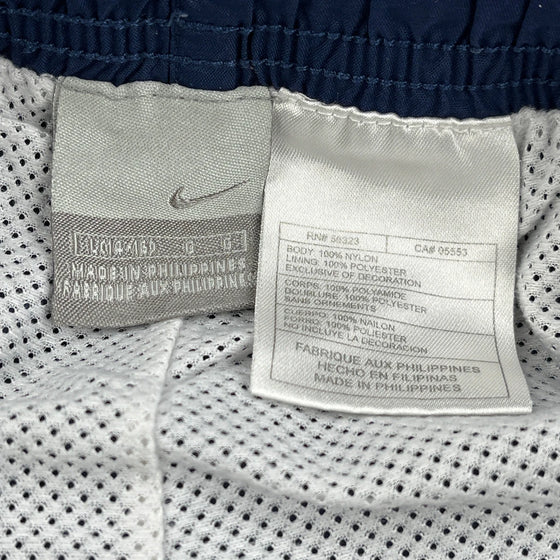 MADE IN PHILIPPINES
FABRIQUE AUX PHILIPPINES
RN# 56323 CA# 05553
BODY: 100% NYLON
LINING: 100% POLYESTER
EXCLUSIVE OF DECORATION
CORPS: 100% POLYAMIDE
DOUBLURE: 100% POLYESTER
SANS ORNEMENTS
CUERPO: 100% NAILON
FORRO: 100% POLIESTER
NO INCLUYE LA DECORACION
FABRIQUE AUX PHILIPPINES
HECHO EN FILIPINAS
MADE IN PHILIPPINES